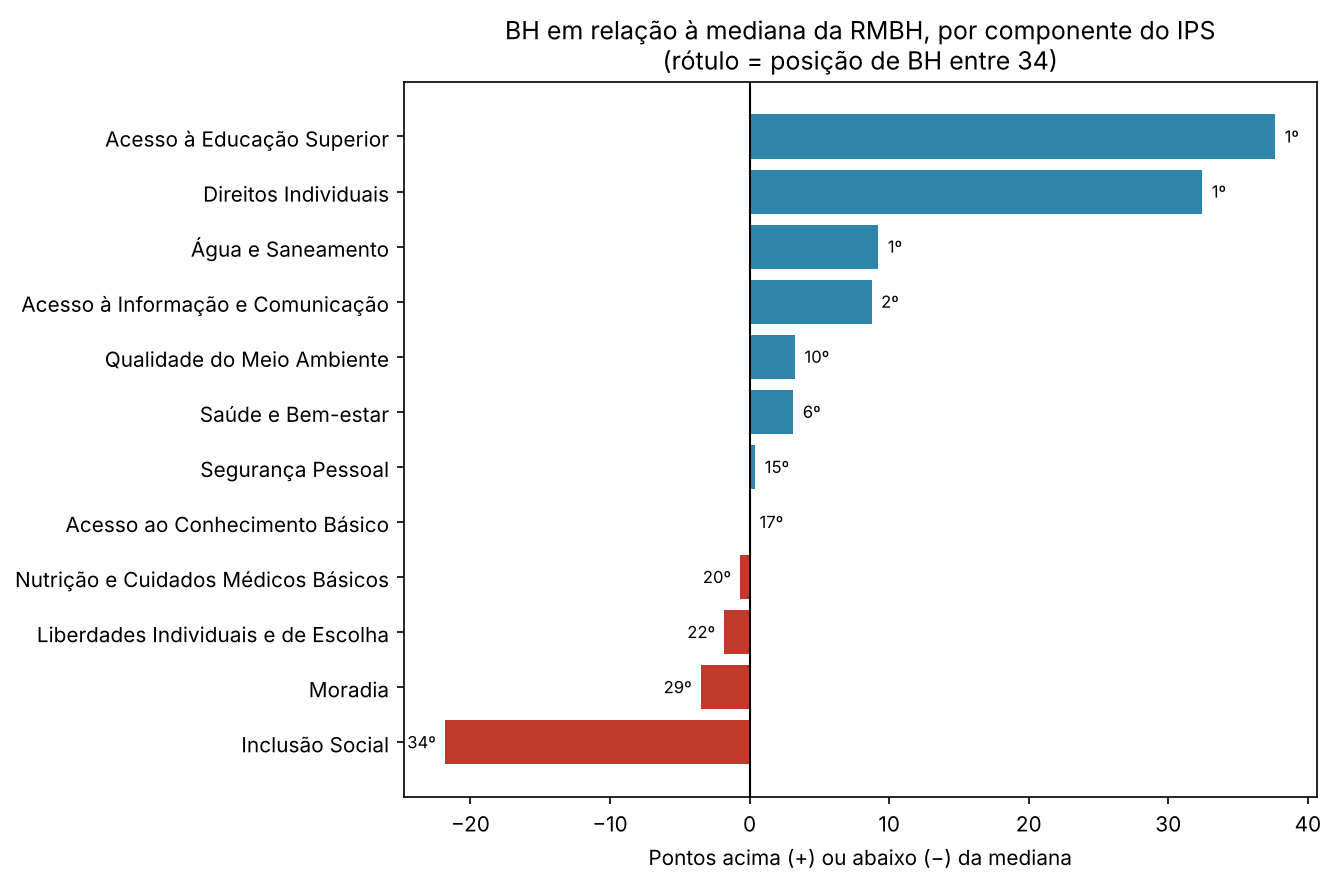 BH em relação à mediana da RMBH, por componente do IPS
(rótulo = posição de BH entre 34)
Acesso à Educação Superior 1º
Direitos Individuais 1º
Água e Saneamento 1º
Acesso à Informação e Comunicação 2º
Qualidade do Meio Ambiente 10º
Saúde e Bem-estar 6º
Segurança Pessoal 15º
Acesso ao Conhecimento Básico 17º
Nutrição e Cuidados Médicos Básicos 20º
Liberdades Individuais e de Escolha 22º
Moradia 29º
Inclusão Social 34º
−20 −10 0 10 20 30 40
Pontos acima (+) ou abaixo (−) da mediana